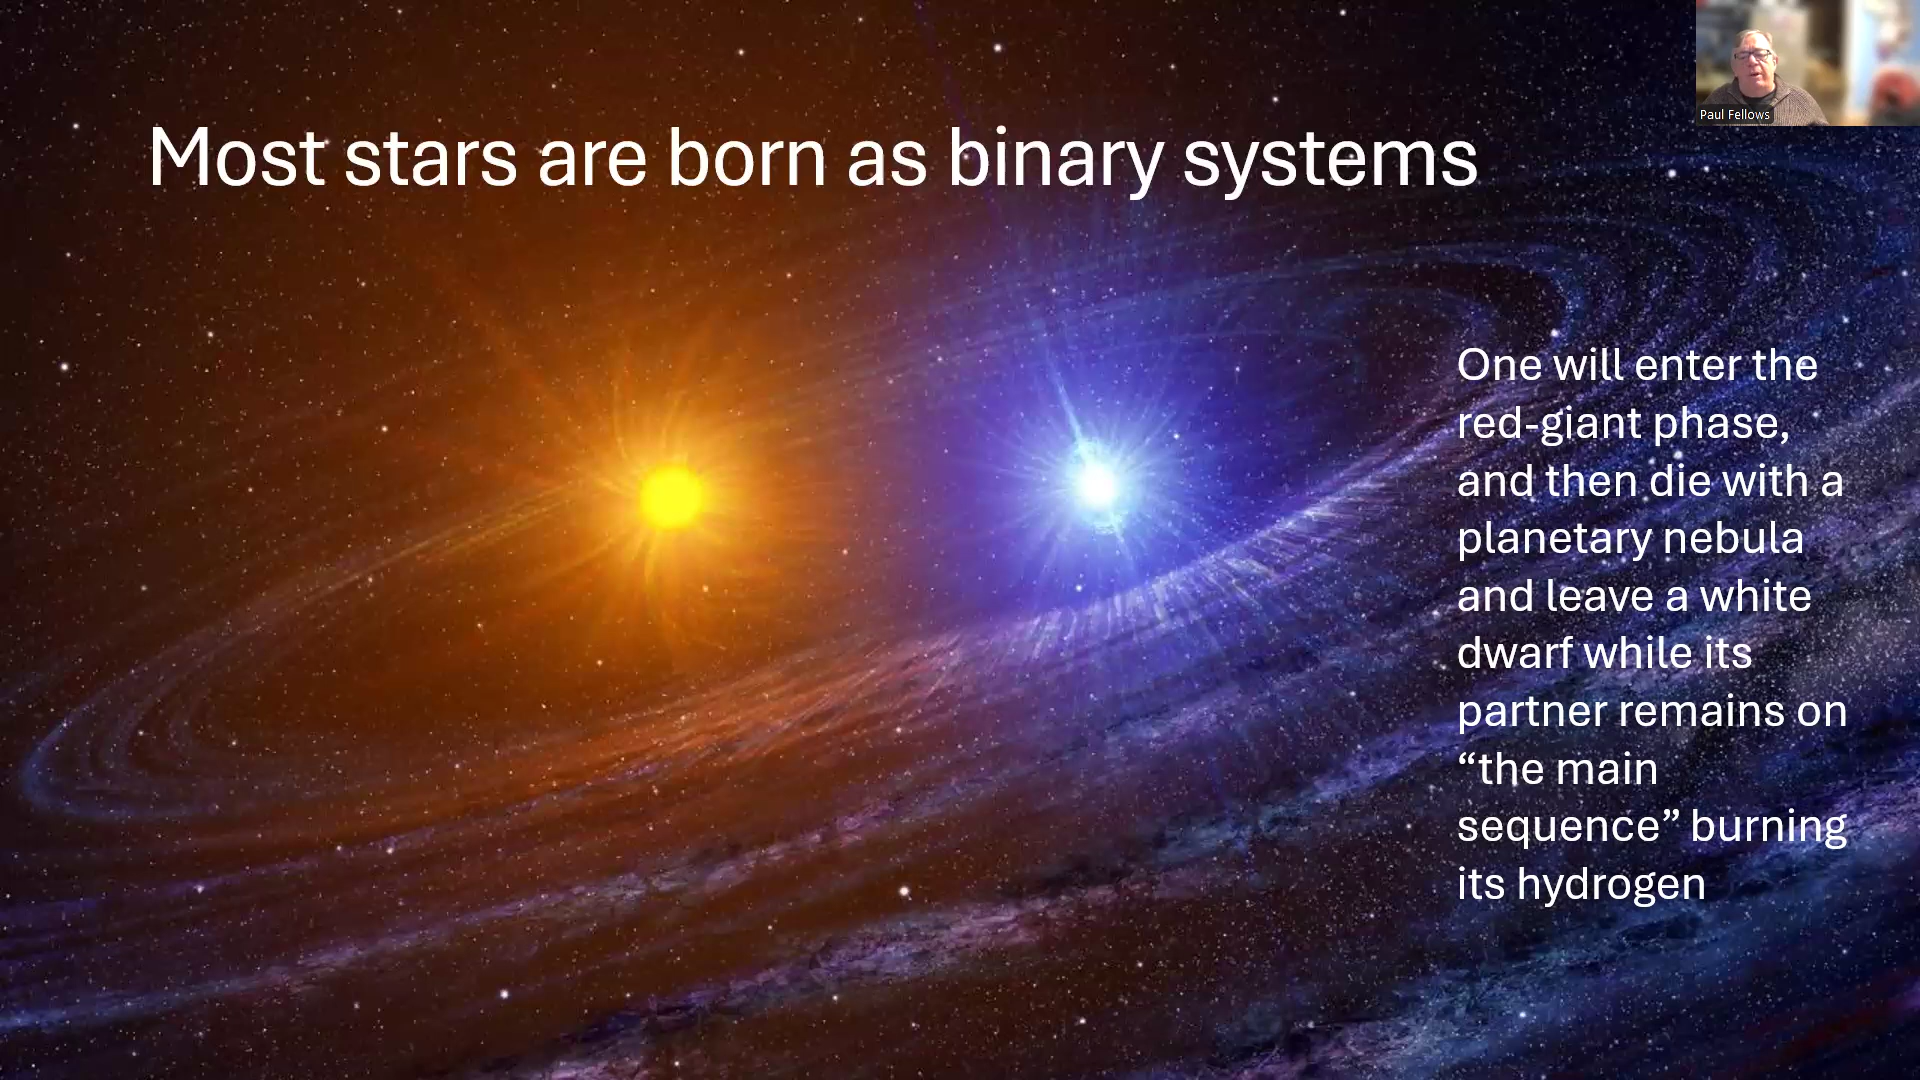 Paul Fellows
Most stars are born as binary systems
One will enter the
red-giant phase,
and then die with a
planetary nebula
and leave a white
dwarf while its
partner remains on
“the main
sequence” burning
its hydrogen